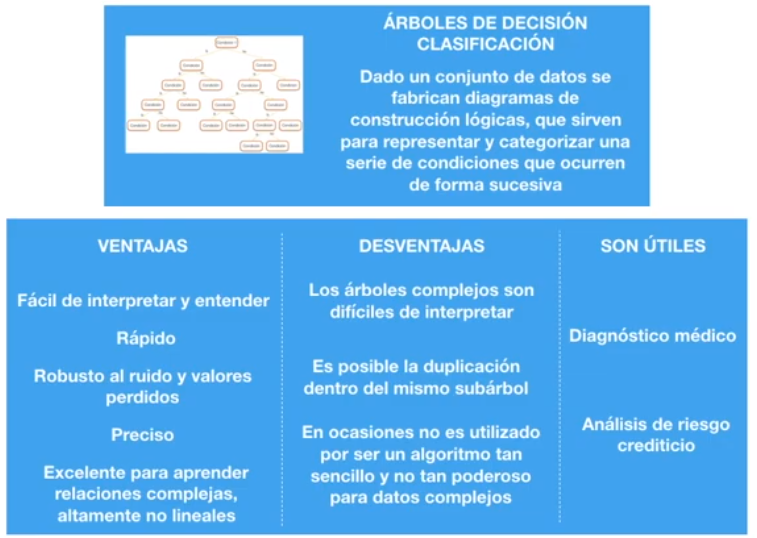 ÁRBOLES DE DECISIÓN
CLASIFICACIÓN
Dado un conjunto de datos se
fabrican diagramas de
construcción lógicas, que sirven
para representar y categorizar una
serie de condiciones que ocurren
de forma sucesiva
VENTAJAS
Fácil de interpretar y entender
Rápido
Robusto al ruido y valores
perdidos
Preciso
Excelente para aprender
relaciones complejas,
altamente no lineales
DESVENTAJAS
Los árboles complejos son
difíciles de interpretar
Es posible la duplicación
dentro del mismo subárbol
En ocasiones no es utilizado
por ser un algoritmo tan
sencillo y no tan poderoso
para datos complejos
SON ÚTILES
Diagnóstico médico
Análisis de riesgo
crediticio